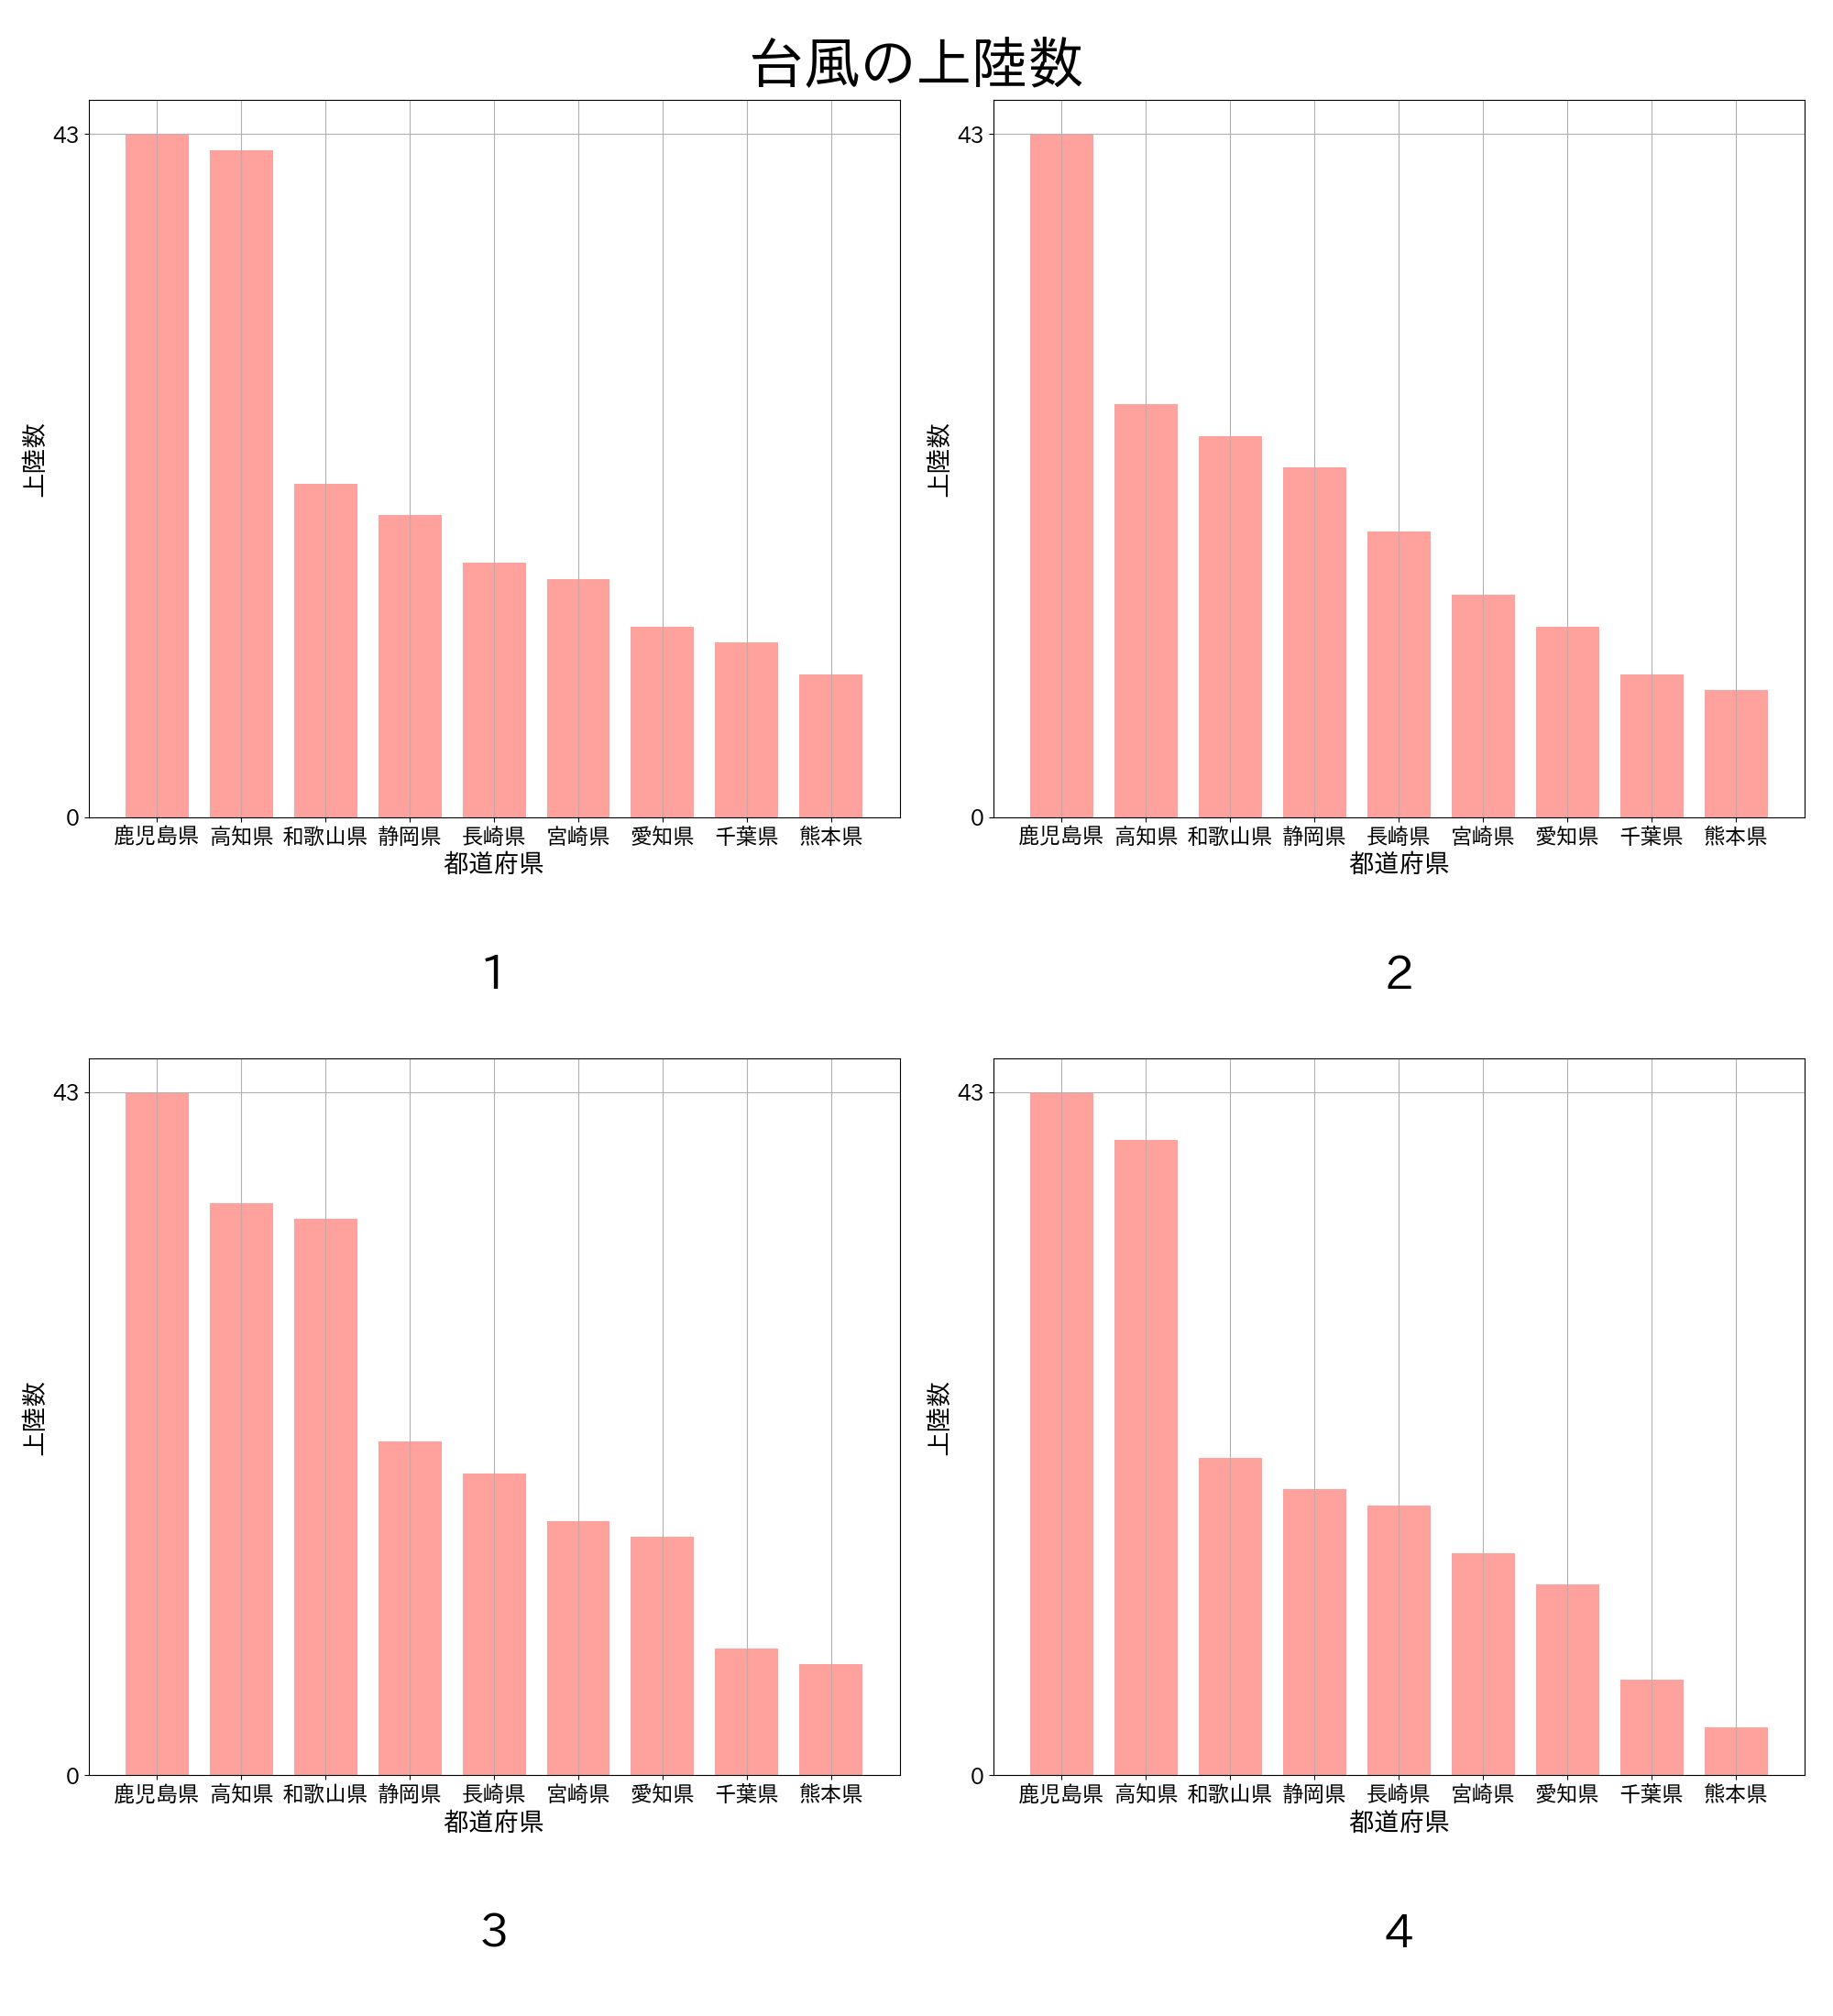 台風の上陸数
43
0
上陸数
鹿児島県 高知県 和歌山県 静岡県 長崎県 宮崎県 愛知県 千葉県 熊本県
都道府県
1
43
0
上陸数
鹿児島県 高知県 和歌山県 静岡県 長崎県 宮崎県 愛知県 千葉県 熊本県
都道府県
2
43
0
上陸数
鹿児島県 高知県 和歌山県 静岡県 長崎県 宮崎県 愛知県 千葉県 熊本県
都道府県
3
43
0
上陸数
鹿児島県 高知県 和歌山県 静岡県 長崎県 宮崎県 愛知県 千葉県 熊本県
都道府県
4